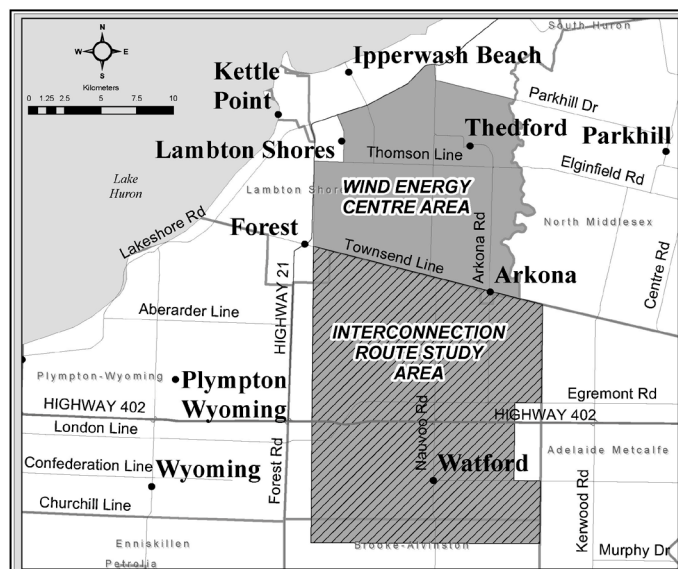 South Huron
N
W E
S
Kilometers
0 1.25 2.5 5 7.5 10
Ipperwash Beach
Kettle
Point
Parkhill Dr
Thedford
Parkhill
Lambton Shores
Thomson Line
Elginfield Rd
Lake
Huron
Lambton Shores
WIND ENERGY
CENTRE AREA
North Middlesex
Lakeshore Rd
Forest
Townsend Line
Arkona Rd
Centre Rd
Arkona
HIGHWAY 21
Aberarder Line
INTERCONNECTION
ROUTE STUDY
AREA
Plympton-Wyoming
Plympton
Wyoming
Egremont Rd
HIGHWAY 402
HIGHWAY 402
Nauvoo Rd
London Line
Adelaide Metcalfe
Confederation Line
Wyoming
Forest Rd
Watford
Churchill Line
Kerwood Rd
Enniskillen
Brooke-Alvinston
Murphy Dr
Petrolia